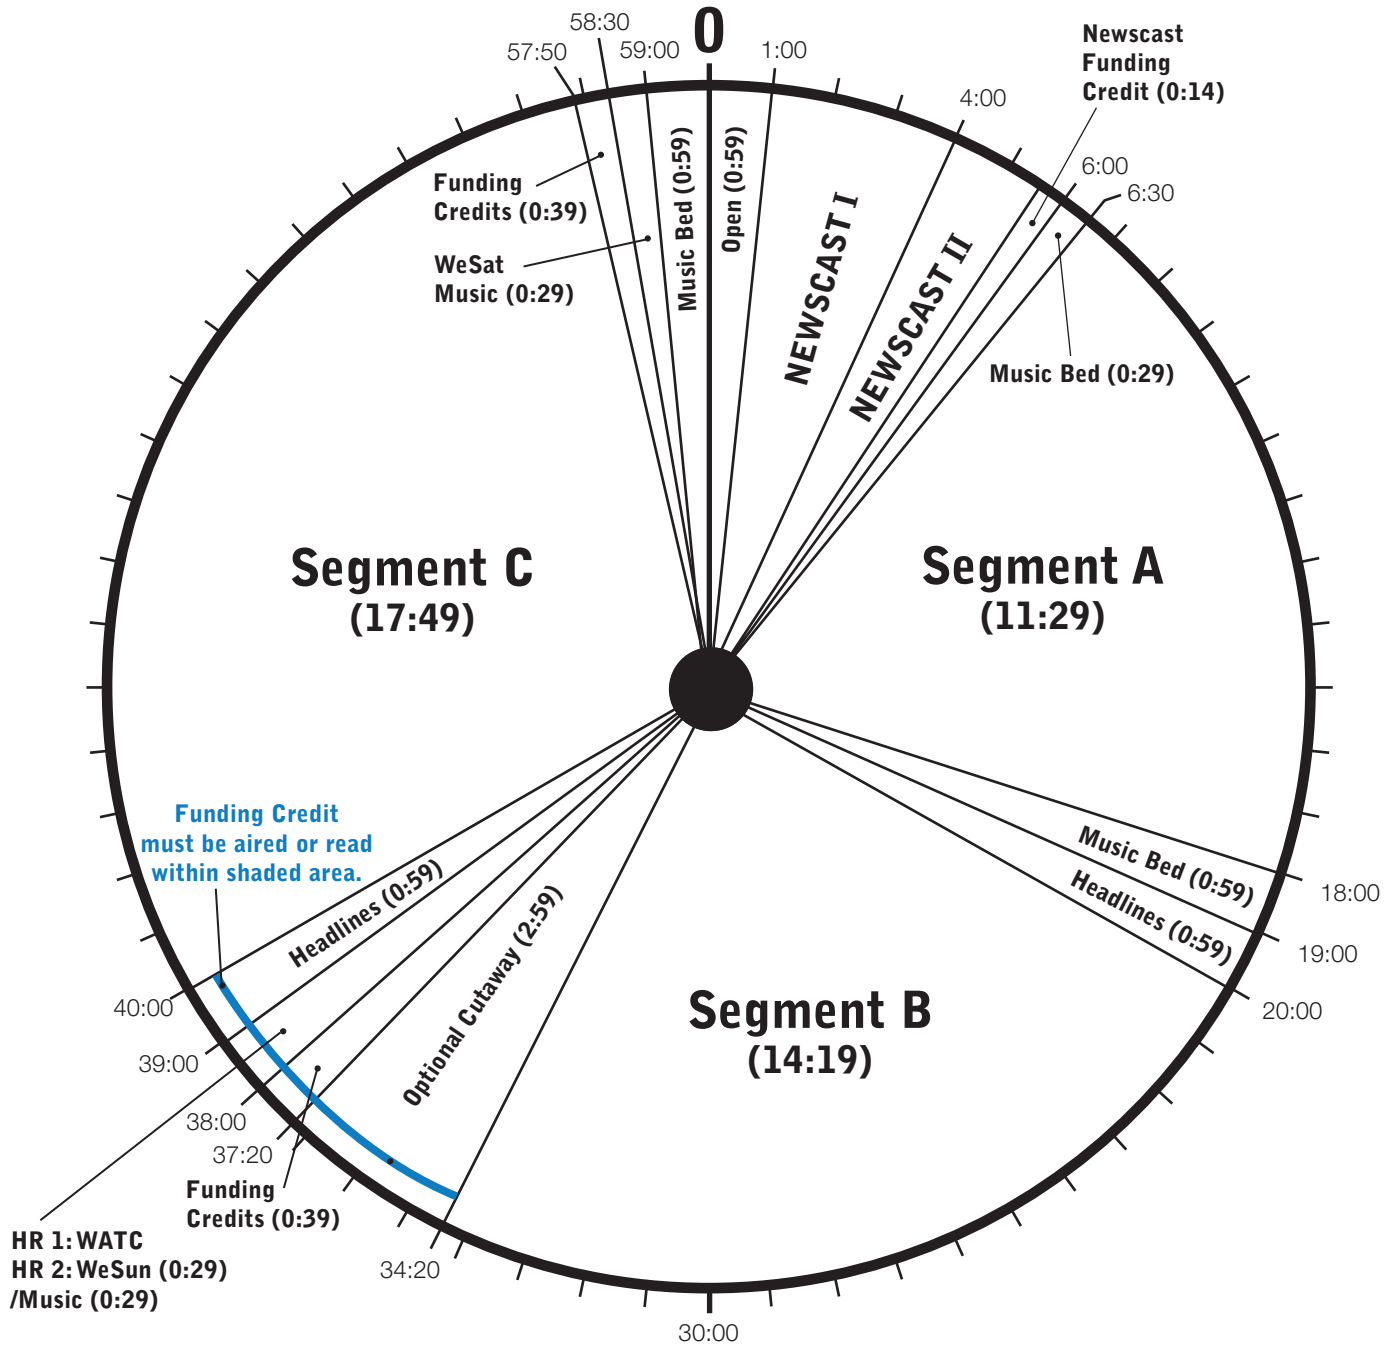 0
58:30
57:50
59:00
1:00
4:00
Newscast
Funding
Credit (0:14)
6:00
6:30
Funding
Credits (0:39)
WeSat
Music (0:29)
Music Bed (0:59)
Open (0:59)
NEWSCAST I
NEWSCAST II
Music Bed (0:29)
Segment C
(17:49)
Segment A
(11:29)
Funding Credit
must be aired or read
within shaded area.
Headlines (0:59)
Optional Cutaway (2:59)
Music Bed (0:59)
Headlines (0:59)
18:00
19:00
20:00
Segment B
(14:19)
40:00
39:00
38:00
37:20
Funding
Credits (0:39)
HR 1: WATC
HR 2: WeSun (0:29)
/Music (0:29)
34:20
30:00